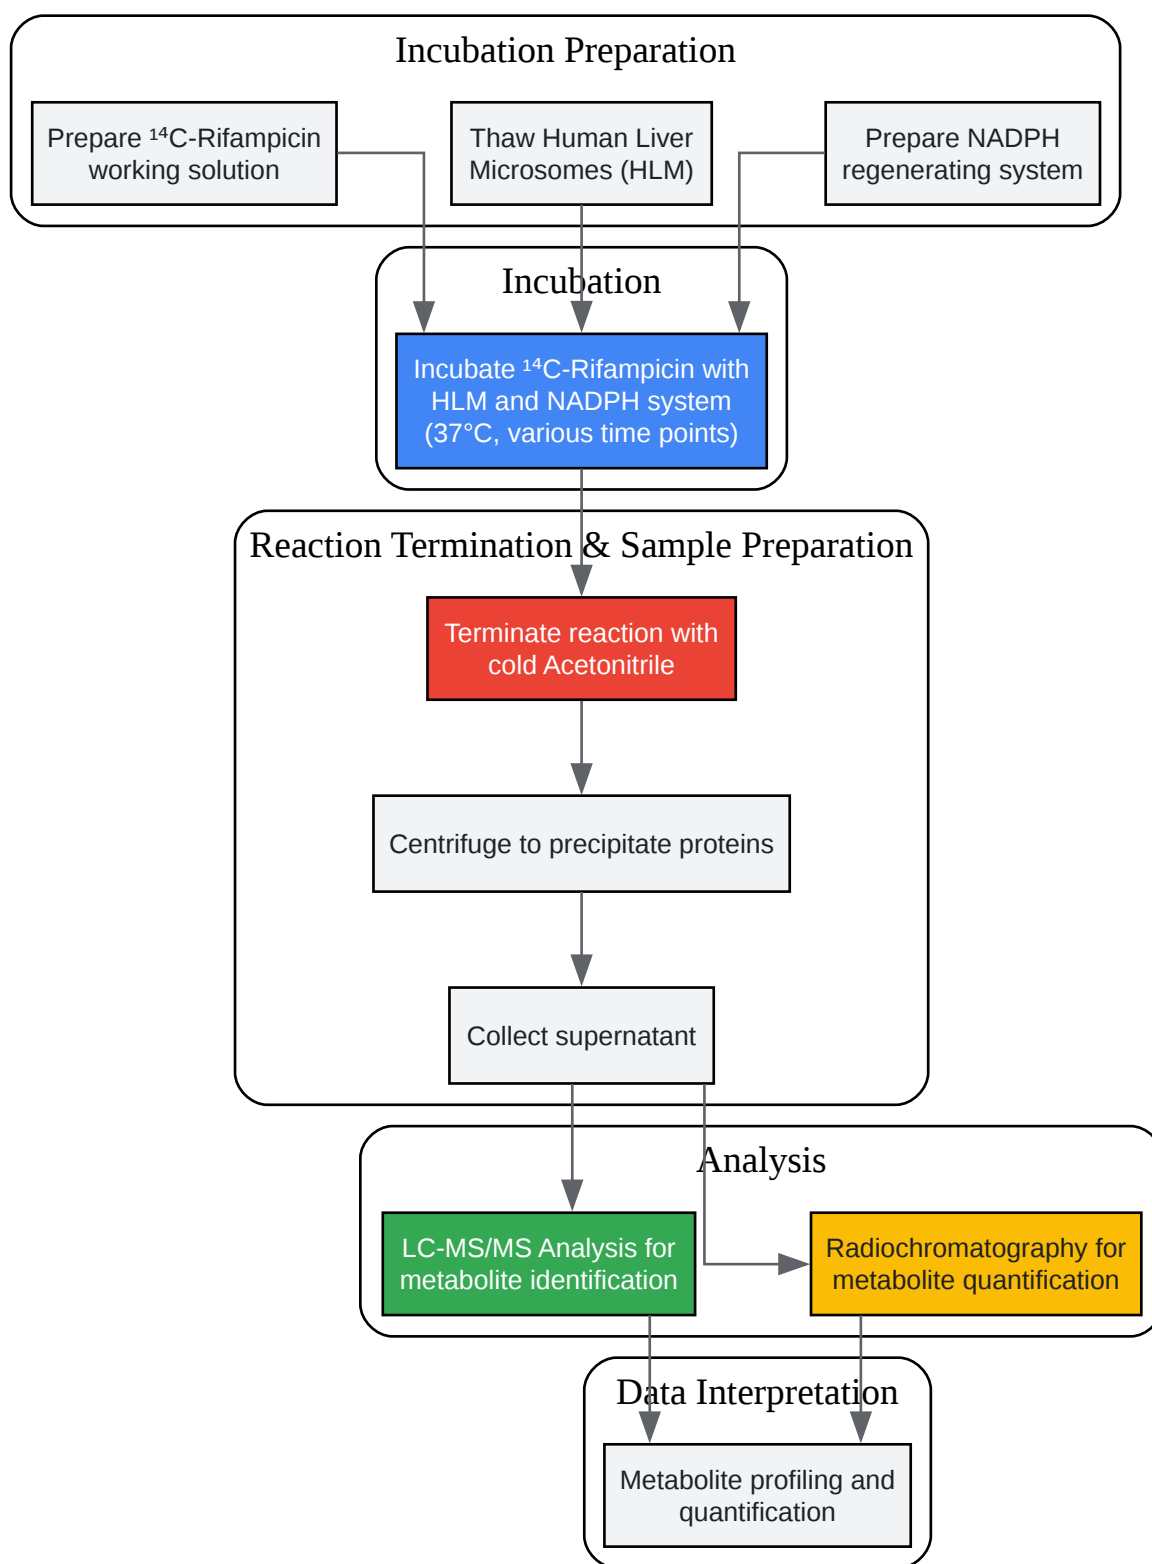 Incubation Preparation
Prepare ¹⁴C-Rifampicin
working solution
Thaw Human Liver
Microsomes (HLM)
Prepare NADPH
regenerating system
Incubation
Incubate ¹⁴C-Rifampicin with
HLM and NADPH system
(37°C, various time points)
Reaction Termination & Sample Preparation
Terminate reaction with
cold Acetonitrile
Centrifuge to precipitate proteins
Collect supernatant
Analysis
LC-MS/MS Analysis for
metabolite identification
Radiochromatography for
metabolite quantification
Data Interpretation
Metabolite profiling and
quantification